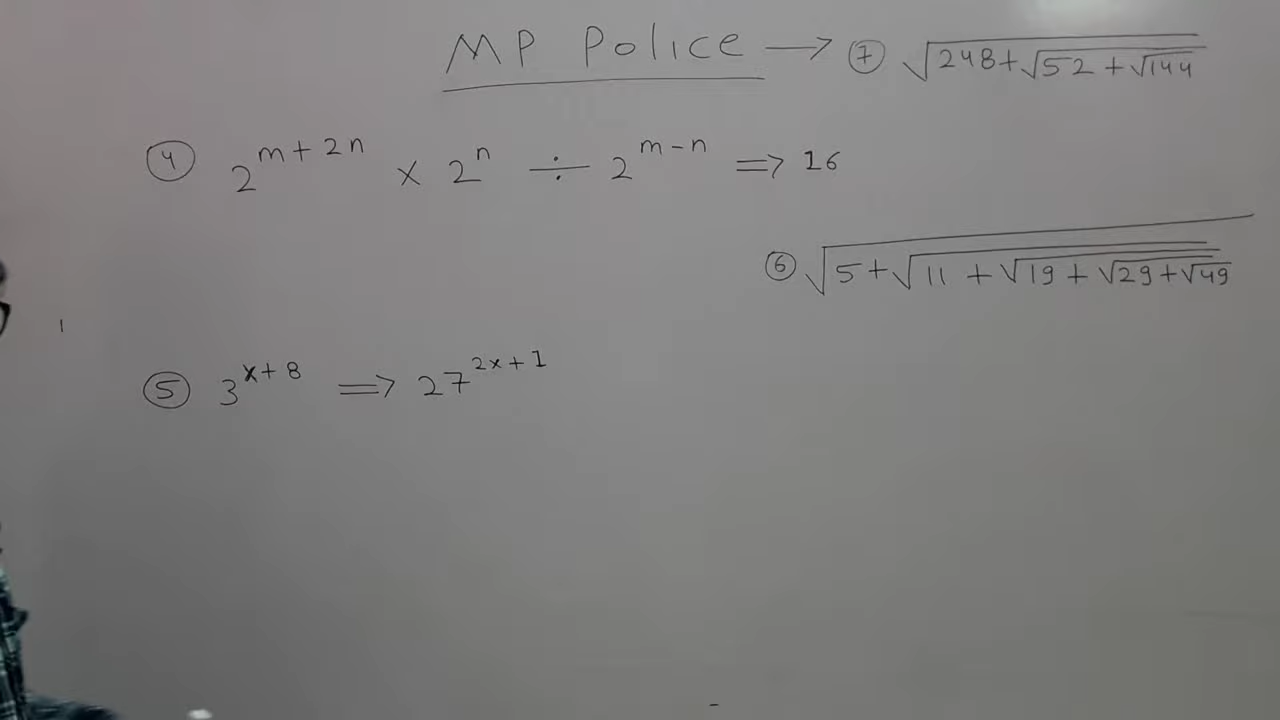 MP Police → ⑦ √248+√52+√144
④ 2^(m+2n) × 2^n ÷ 2^(m-n) ⇒ 16
⑥ √5+√11+√19+√29+√49
⑤ 3^(x+8) ⇒ 27^(2x+1)